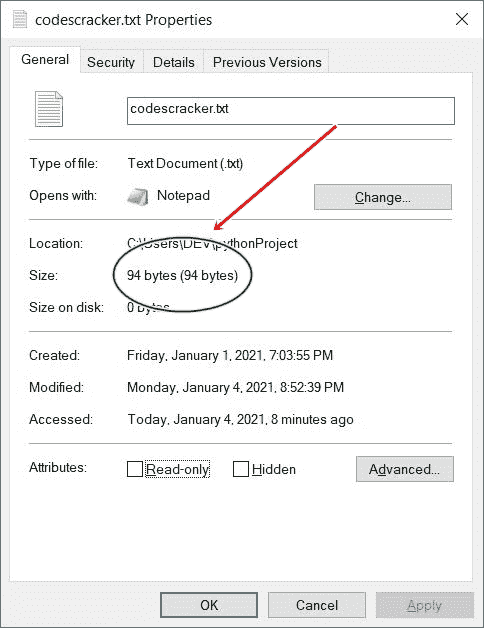 codescracker.txt Properties
General Security Details Previous Versions
codescracker.txt
Type of file: Text Document (.txt)
Opens with: Notepad Change...
Location: C:\Users\DEV\pythonProject
Size: 94 bytes (94 bytes)
Size on disk: 0 bytes
Created: Friday, January 1, 2021, 7:03:55 PM
Modified: Monday, January 4, 2021, 8:52:39 PM
Accessed: Today, January 4, 2021, 8 minutes ago
Attributes: Read-only Hidden Advanced...
OK Cancel Apply